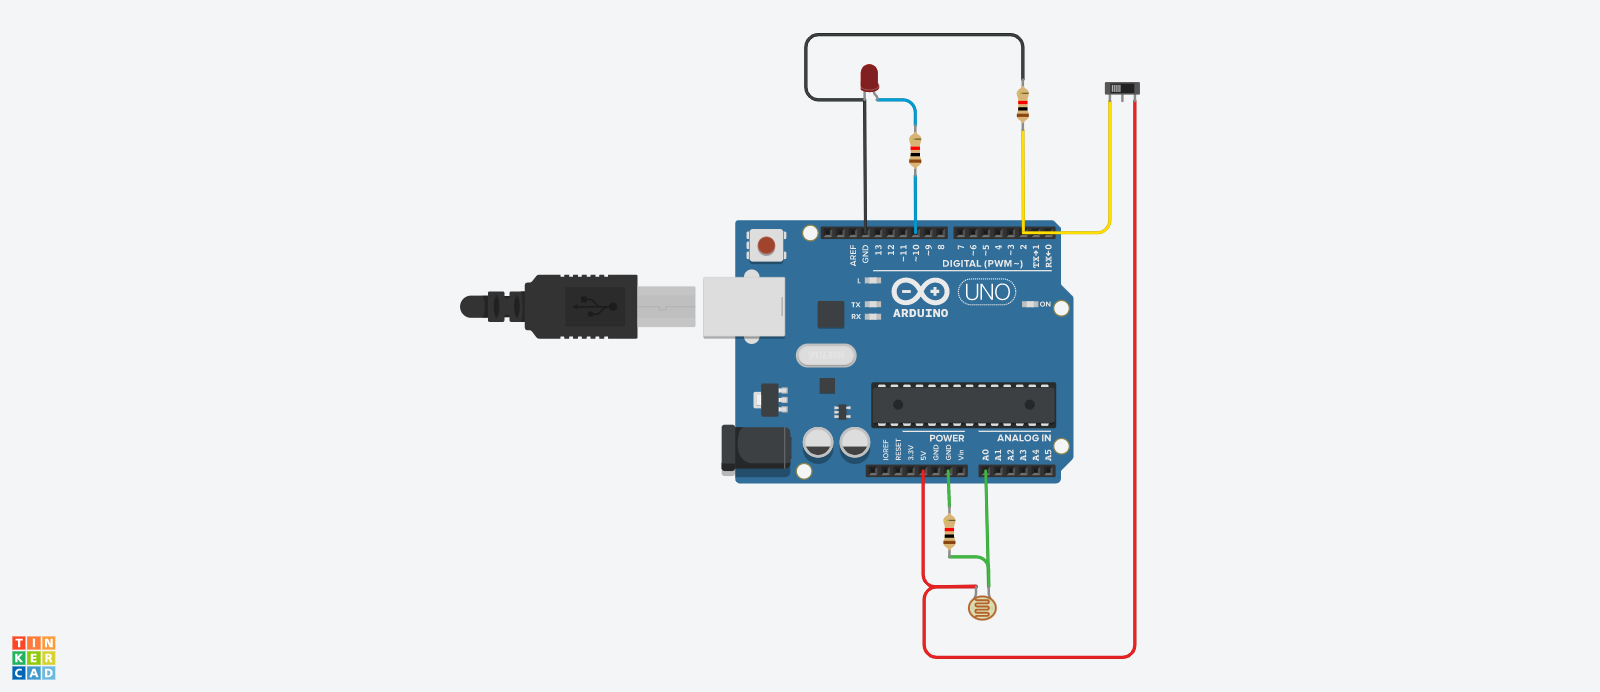 AREF
GND
13
12
~11
~10
~9
8
7
~6
~5
4
~3
2
TX→1
RX←0
DIGITAL (PWM~)
L
TX
RX
UNO
ON
ARDUINO
POWER
ANALOG IN
IOREF
RESET
3.3V
5V
GND
GND
Vin
A0
A1
A2
A3
A4
A5
TIN
KER
CAD